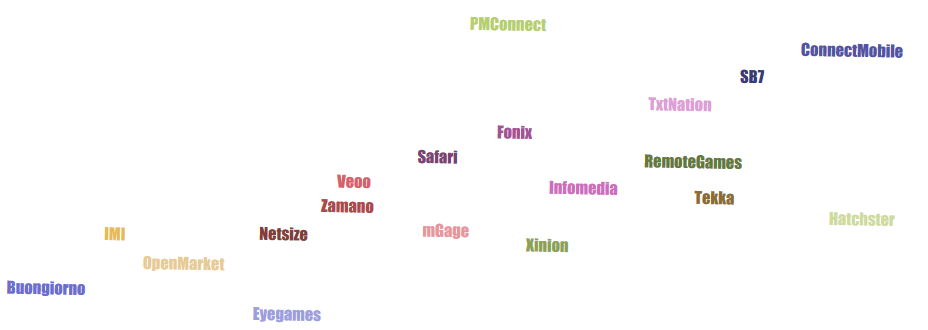 PMConnect
ConnectMobile
SB7
TxtNation
Fonix
Safari
RemoteGames
Veoo
Infomedia
Tekka
Zamano
Hatchster
IMI
Netsize
mGage
Xinion
OpenMarket
Buongiorno
Eyegames